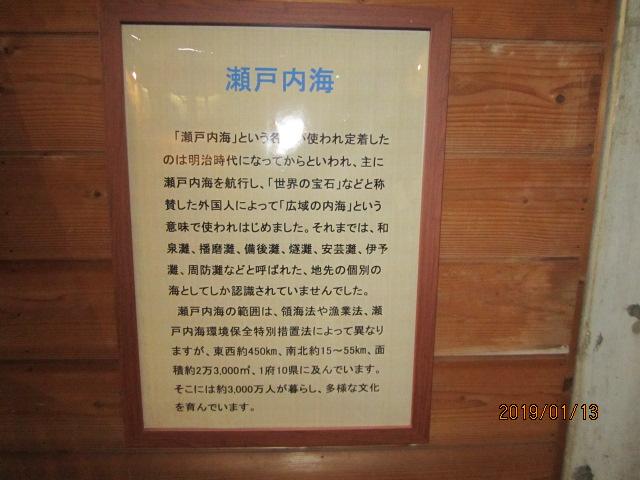 瀬戸内海
「瀬戸内海」という名 が使われ定着した
のは明治時代になってからといわれ、主に
瀬戸内海を航行し、「世界の宝石」などと称
賛した外国人によって「広域の内海」という
意味で使われはじめました。それまでは、和
泉灘、播磨灘、備後灘、燧灘、安芸灘、伊予
灘、周防灘などと呼ばれた、地先の個別の
海としてしか認識されていませんでした。
瀬戸内海の範囲は、領海法や漁業法、瀬
戸内海環境保全特別措置法によって異なり
ますが、東西約450km、南北約15～55km、面
積約2万3,000㎡、1府10県に及んでいます。
そこには約3,000万人が暮らし、多様な文化
を育んでいます。
2019/01/13